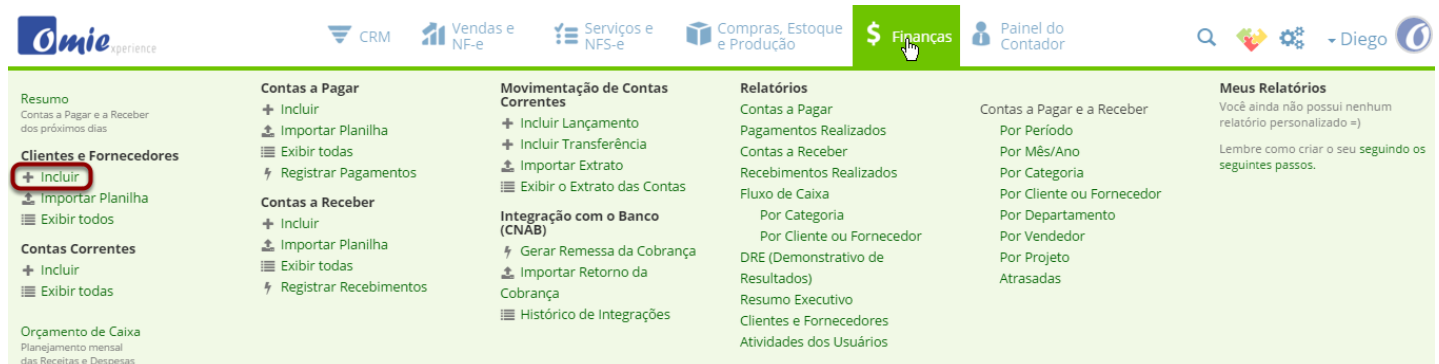 Omie
xperience
CRM
Vendas e
NF-e
Serviços e
NFS-e
Compras, Estoque
e Produção
$ Finanças
Painel do
Contador
Diego
Resumo
Contas a Pagar e a Receber
dos próximos dias
Clientes e Fornecedores
+ Incluir
Importar Planilha
Exibir todos
Contas Correntes
+ Incluir
Exibir todas
Orçamento de Caixa
Planejamento mensal
das Receitas e Despesas
Contas a Pagar
+ Incluir
Importar Planilha
Exibir todas
Registrar Pagamentos
Contas a Receber
+ Incluir
Importar Planilha
Exibir todas
Registrar Recebimentos
Movimentação de Contas
Correntes
+ Incluir Lançamento
+ Incluir Transferência
Importar Extrato
Exibir o Extrato das Contas
Integração com o Banco
(CNAB)
Gerar Remessa da Cobrança
Importar Retorno da
Cobrança
Histórico de Integrações
Relatórios
Contas a Pagar
Pagamentos Realizados
Contas a Receber
Recebimentos Realizados
Fluxo de Caixa
Por Categoria
Por Cliente ou Fornecedor
DRE (Demonstrativo de
Resultados)
Resumo Executivo
Clientes e Fornecedores
Atividades dos Usuários
Contas a Pagar e a Receber
Por Período
Por Mês/Ano
Por Categoria
Por Cliente ou Fornecedor
Por Departamento
Por Vendedor
Por Projeto
Atrasadas
Meus Relatórios
Você ainda não possui nenhum
relatório personalizado =)
Lembre como criar o seu seguindo os
seguintes passos.